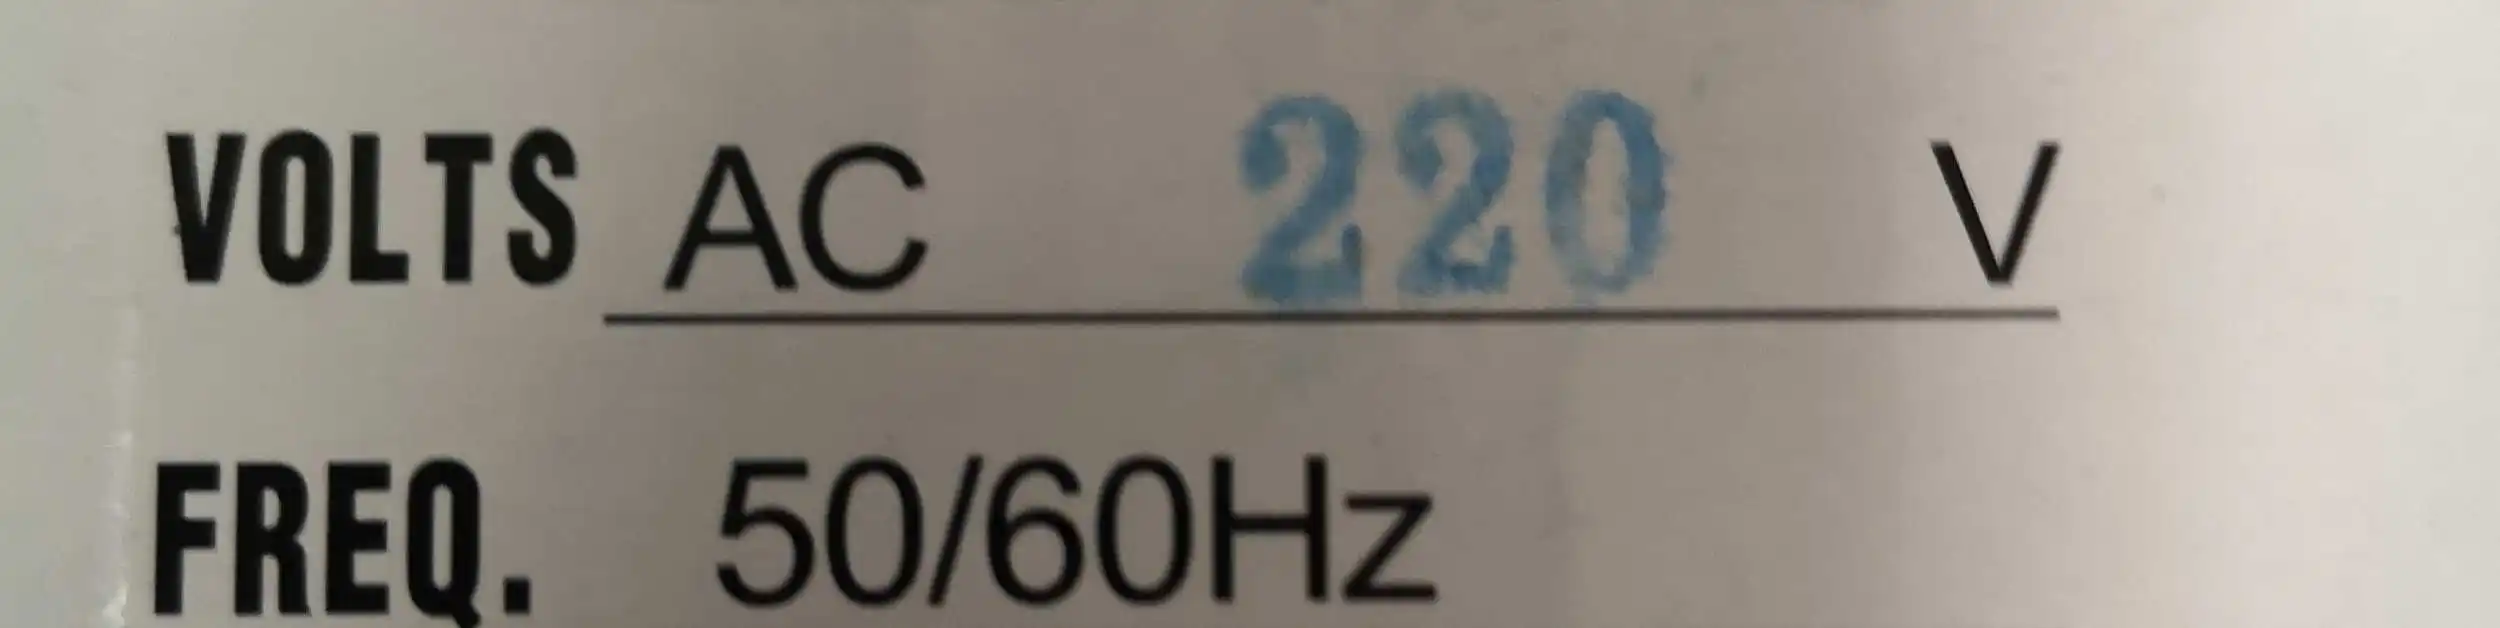 VOLTS AC 220 V
FREQ. 50/60Hz